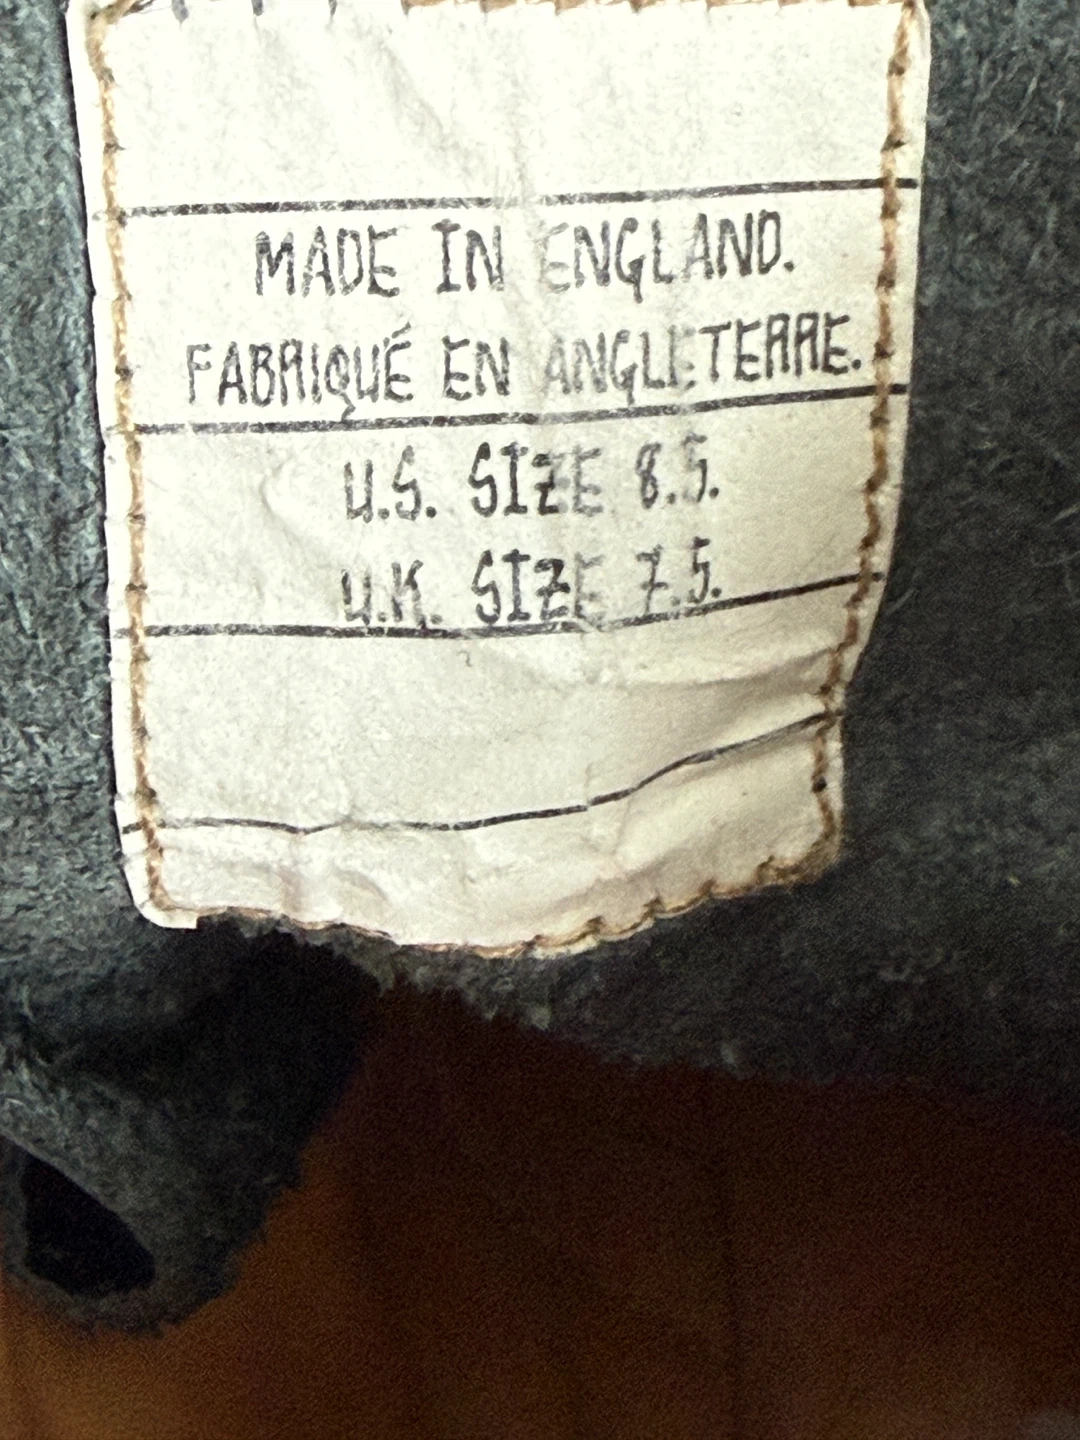 MADE IN ENGLAND.
FABRIQUÉ EN ANGLETERRE.
U.S. SIZE 8.5.
U.K. SIZE 7.5.